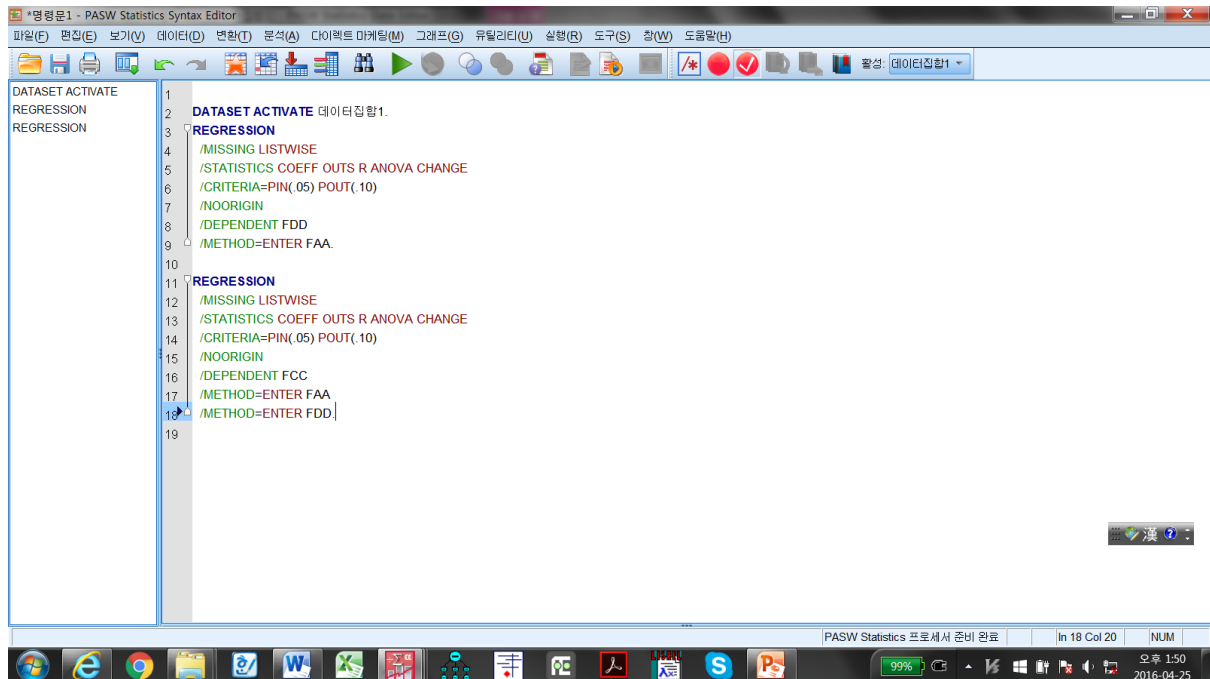 *명령문1 - PASW Statistics Syntax Editor
파일(F) 편집(E) 보기(V) 데이터(D) 변환(T) 분석(A) 다이렉트 마케팅(M) 그래프(G) 유틸리티(U) 실행(R) 도구(S) 창(W) 도움말(H)
활성: 데이터집합1
DATASET ACTIVATE
REGRESSION
REGRESSION
1
2 DATASET ACTIVATE 데이터집합1.
3 REGRESSION
4 /MISSING LISTWISE
5 /STATISTICS COEFF OUTS R ANOVA CHANGE
6 /CRITERIA=PIN(.05) POUT(.10)
7 /NOORIGIN
8 /DEPENDENT FDD
9 /METHOD=ENTER FAA.
10
11 REGRESSION
12 /MISSING LISTWISE
13 /STATISTICS COEFF OUTS R ANOVA CHANGE
14 /CRITERIA=PIN(.05) POUT(.10)
15 /NOORIGIN
16 /DEPENDENT FCC
17 /METHOD=ENTER FAA
18 /METHOD=ENTER FDD.
19
漢
PASW Statistics 프로세서 준비 완료 In 18 Col 20 NUM
99%
오후 1:50
2016-04-25